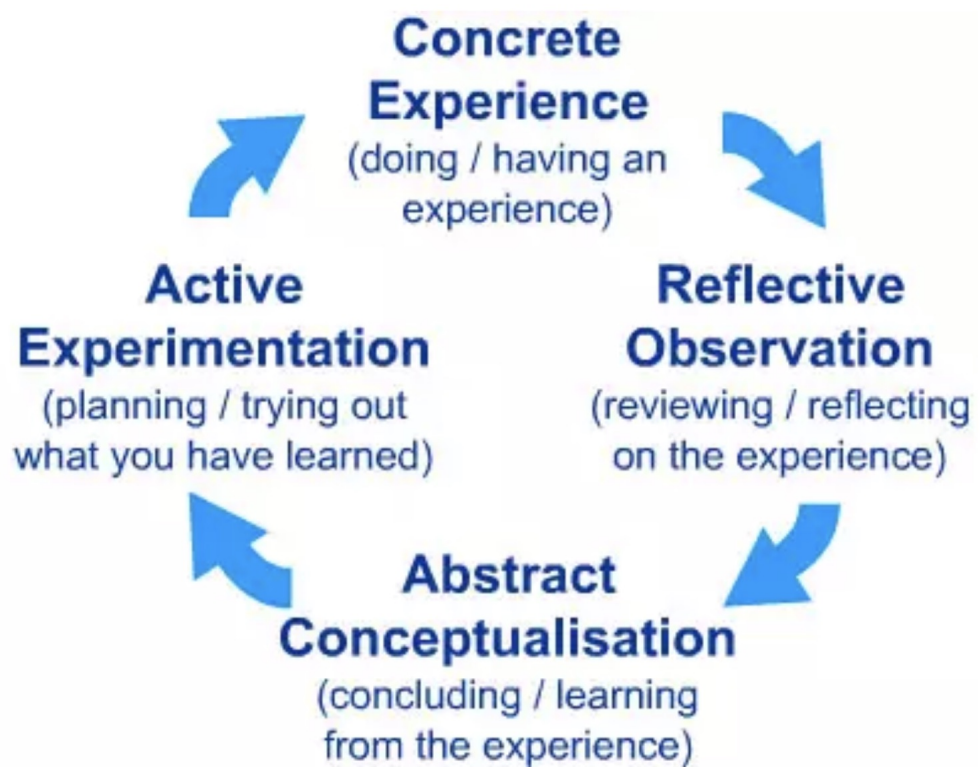 Concrete
Experience
(doing / having an
experience)
Reflective
Observation
(reviewing / reflecting
on the experience)
Abstract
Conceptualisation
(concluding / learning
from the experience)
Active
Experimentation
(planning / trying out
what you have learned)